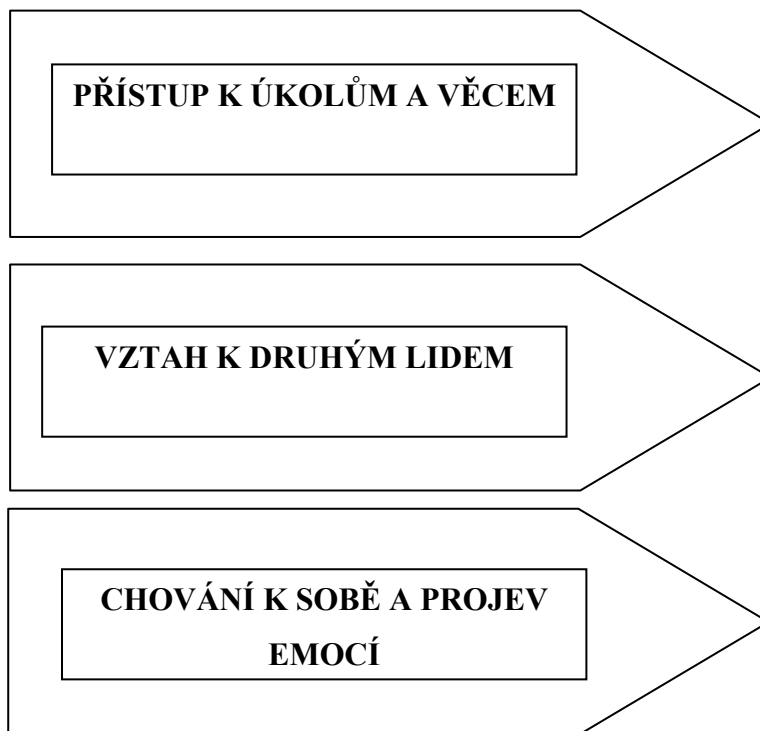 PŘÍSTUP K ÚKOLŮM A VĚCEM
VZTAH K DRUHÝM LIDEM
CHOVÁNÍ K SOBĚ A PROJEV
EMOCÍ